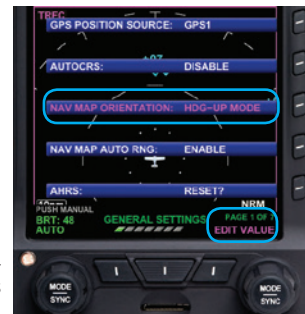 TREC
GPS POSITION SOURCE: GPS1
+07
AUTOCRS: DISABLE
NAV MAP ORIENTATION: HDG-UP MODE
NAV MAP AUTO RNG: ENABLE
AHRS: RESET?
NRM
PUSH MANUAL
BRT: 48 GENERAL SETTINGS PAGE 1 OF 7
AUTO EDIT VALUE
MODE
SYNC
MODE
SYNC